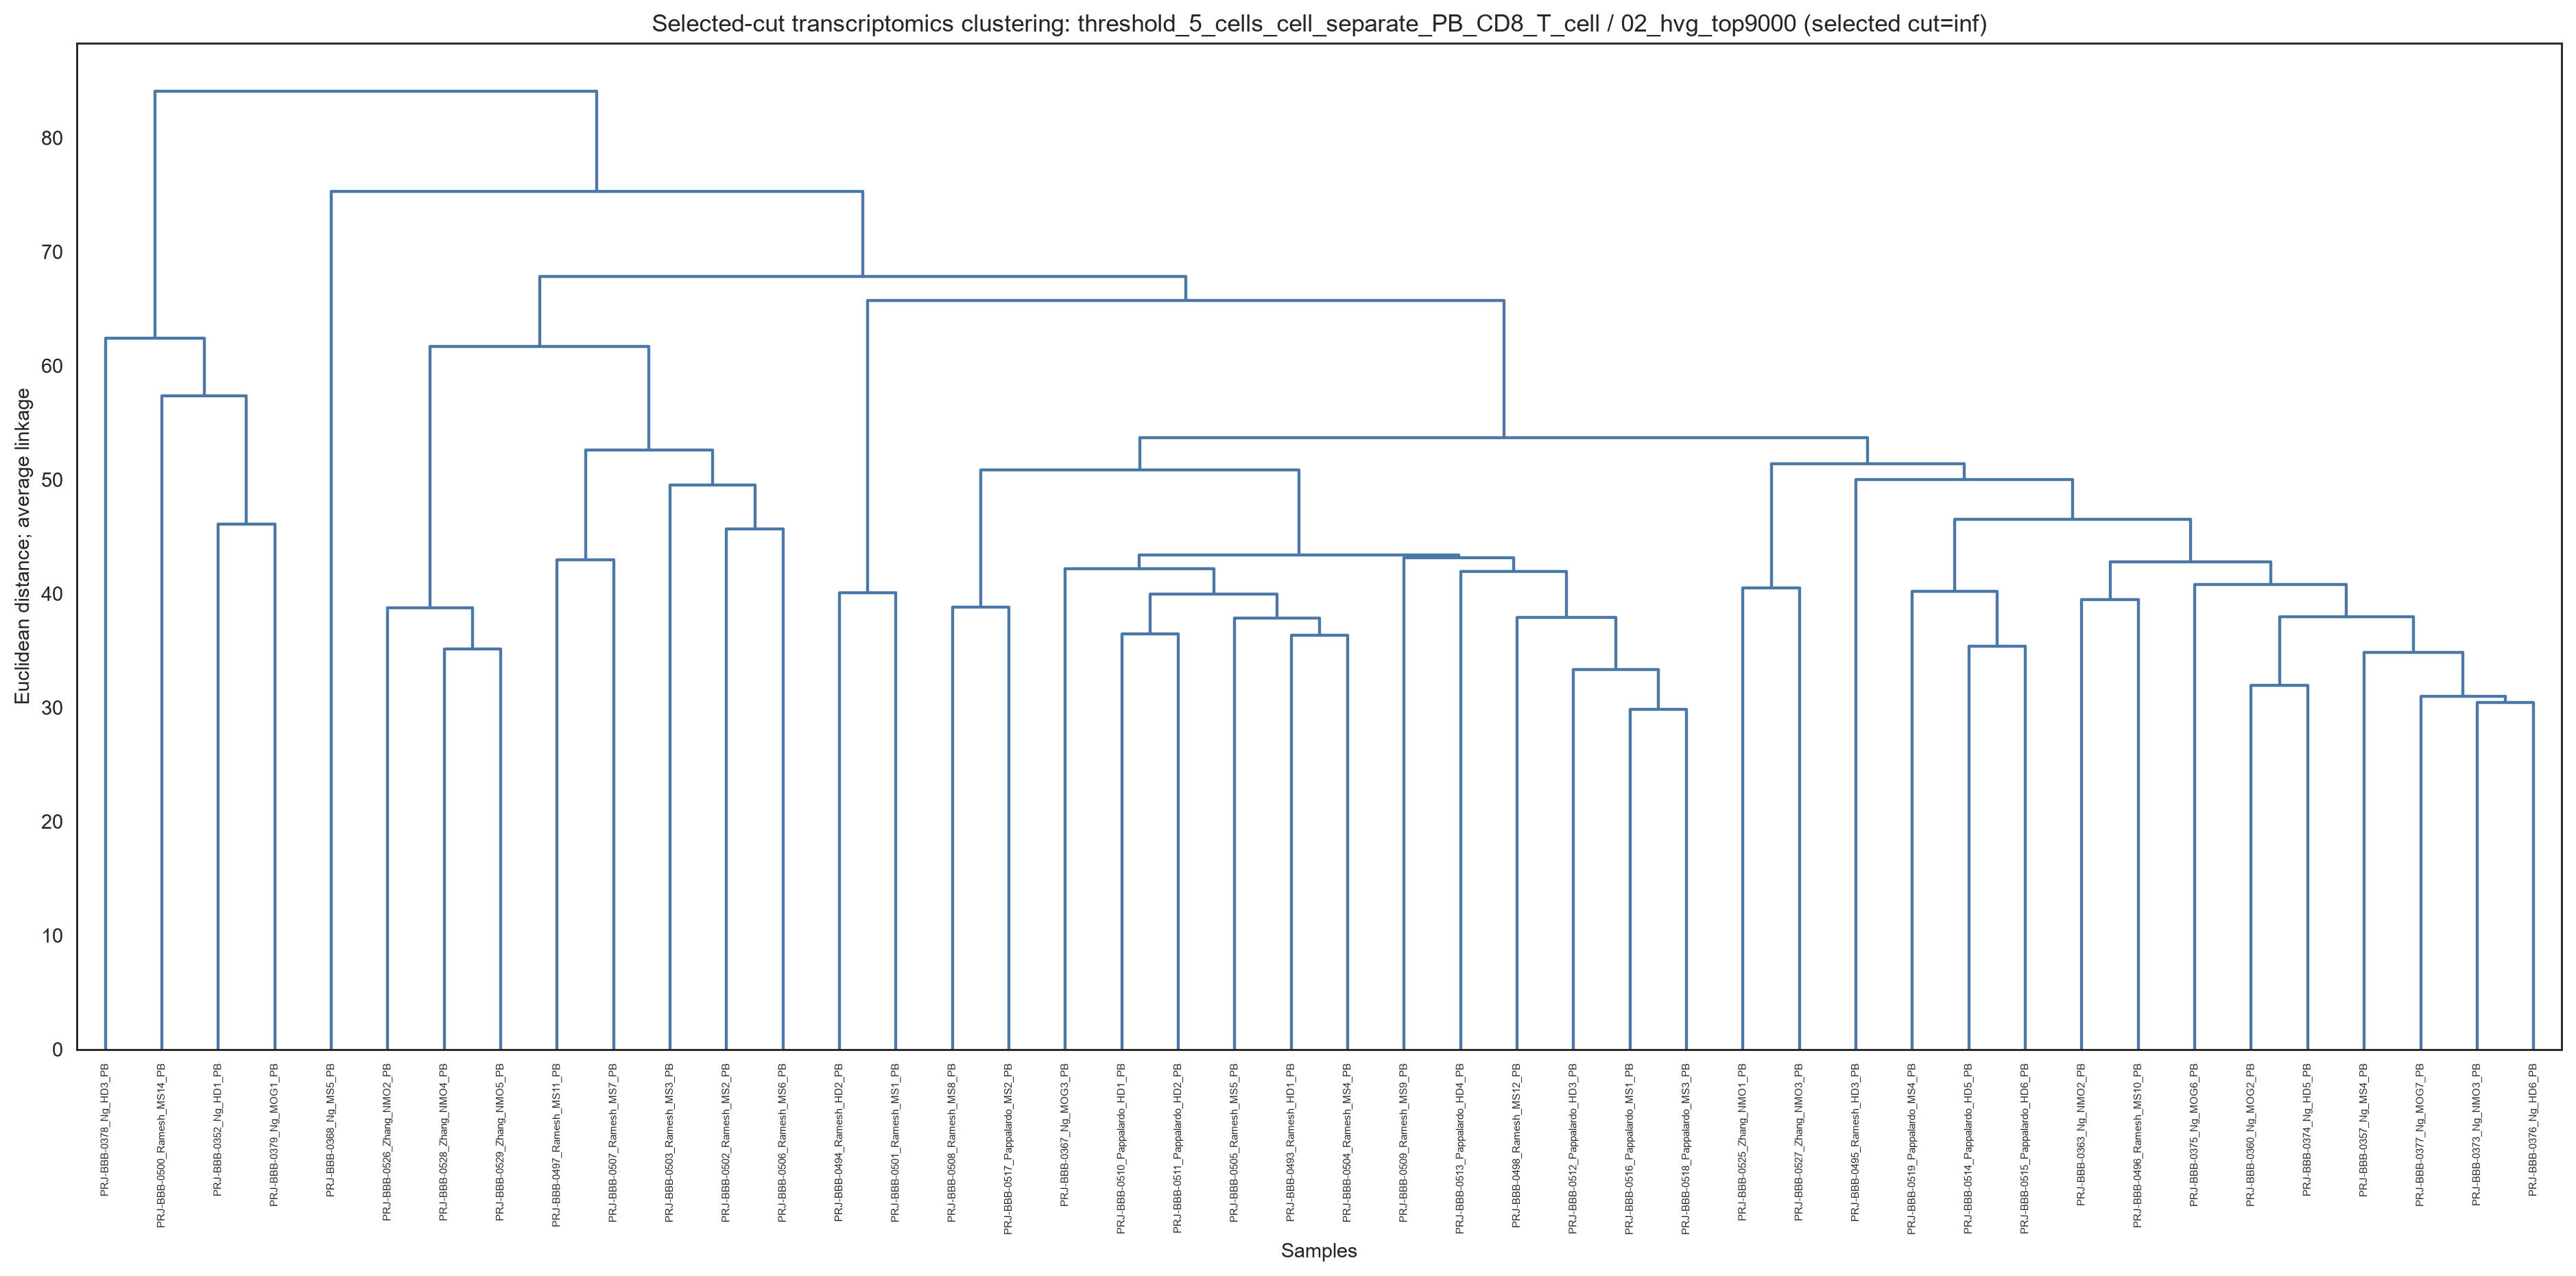 Selected-cut transcriptomics clustering: threshold_5_cells_cell_separate_PB_CD8_T_cell / 02_hvg_top9000 (selected cut=inf)
Euclidean distance; average linkage
80
70
60
50
40
30
20
10
0
PRJ-BBB-0378_Ng_HD3_PB
PRJ-BBB-0500_Ramesh_MS14_PB
PRJ-BBB-0352_Ng_HD1_PB
PRJ-BBB-0379_Ng_MOG1_PB
PRJ-BBB-0368_Ng_MS5_PB
PRJ-BBB-0526_Zhang_NMO2_PB
PRJ-BBB-0528_Zhang_NMO4_PB
PRJ-BBB-0529_Zhang_NMO5_PB
PRJ-BBB-0497_Ramesh_MS11_PB
PRJ-BBB-0507_Ramesh_MS7_PB
PRJ-BBB-0503_Ramesh_MS3_PB
PRJ-BBB-0502_Ramesh_MS2_PB
PRJ-BBB-0506_Ramesh_MS6_PB
PRJ-BBB-0494_Ramesh_HD2_PB
PRJ-BBB-0501_Ramesh_MS1_PB
PRJ-BBB-0508_Ramesh_MS8_PB
PRJ-BBB-0517_Pappalardo_MS2_PB
PRJ-BBB-0367_Ng_MOG3_PB
PRJ-BBB-0510_Pappalardo_HD1_PB
PRJ-BBB-0511_Pappalardo_HD2_PB
PRJ-BBB-0505_Ramesh_MS5_PB
PRJ-BBB-0493_Ramesh_HD1_PB
PRJ-BBB-0504_Ramesh_MS4_PB
PRJ-BBB-0509_Ramesh_MS9_PB
PRJ-BBB-0513_Pappalardo_HD4_PB
PRJ-BBB-0498_Ramesh_MS12_PB
PRJ-BBB-0512_Pappalardo_HD3_PB
PRJ-BBB-0516_Pappalardo_MS1_PB
PRJ-BBB-0518_Pappalardo_MS3_PB
PRJ-BBB-0525_Zhang_NMO1_PB
PRJ-BBB-0527_Zhang_NMO3_PB
PRJ-BBB-0495_Ramesh_HD3_PB
PRJ-BBB-0519_Pappalardo_MS4_PB
PRJ-BBB-0514_Pappalardo_HD5_PB
PRJ-BBB-0515_Pappalardo_HD6_PB
PRJ-BBB-0363_Ng_NMO2_PB
PRJ-BBB-0496_Ramesh_MS10_PB
PRJ-BBB-0375_Ng_MOG6_PB
PRJ-BBB-0360_Ng_MOG2_PB
PRJ-BBB-0374_Ng_HD5_PB
PRJ-BBB-0357_Ng_MS4_PB
PRJ-BBB-0377_Ng_MOG7_PB
PRJ-BBB-0373_Ng_NMO3_PB
PRJ-BBB-0376_Ng_HD6_PB
Samples